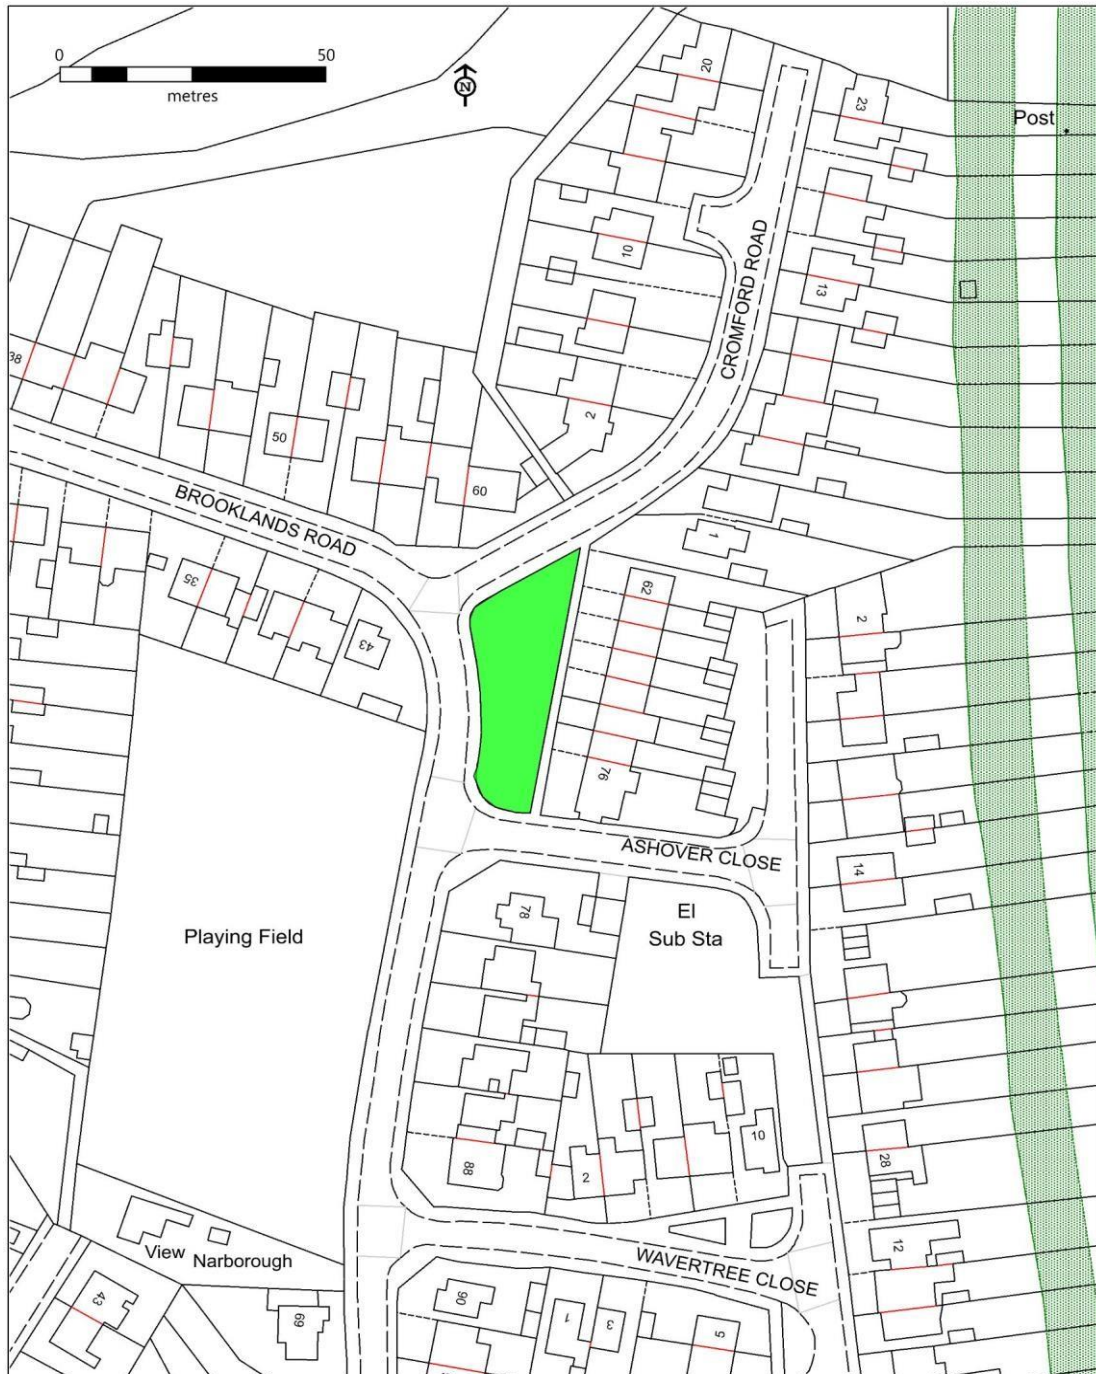 0 50
metres
N
20
23
Post
10
CROMFORD ROAD
13
38
2
50
60
BROOKLANDS ROAD
1
35
62
2
43
76
ASHOVER CLOSE
14
78
El
Sub Sta
Playing Field
10
88
2
28
View Narborough
WAVERTREE CLOSE
12
43
69
90
1
3
5